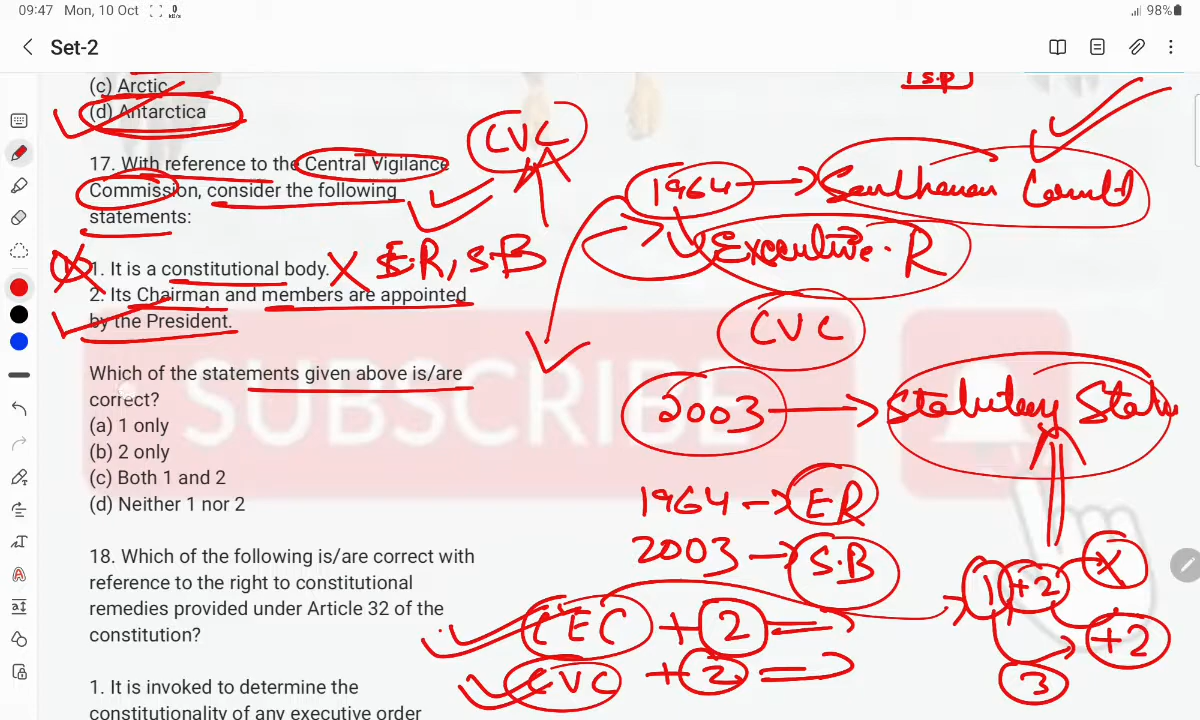 09:47 Mon, 10 Oct 98%
Set-2
(c) Arctic
(d) Antarctica
17. With reference to the Central Vigilance
Commission, consider the following
statements:
1. It is a constitutional body.
2. Its Chairman and members are appointed
by the President.
Which of the statements given above is/are
correct?
(a) 1 only
(b) 2 only
(c) Both 1 and 2
(d) Neither 1 nor 2
18. Which of the following is/are correct with
reference to the right to constitutional
remedies provided under Article 32 of the
constitution?
1. It is invoked to determine the
constitutionality of any executive order
CVC
X E.R, S.B
1964
Executive. R
CVC
2003 Statutory
1964 ER
2003 S.B
CEC + 2
CVC + 2
1 +2 X
+2
3
SUBSCRIBE